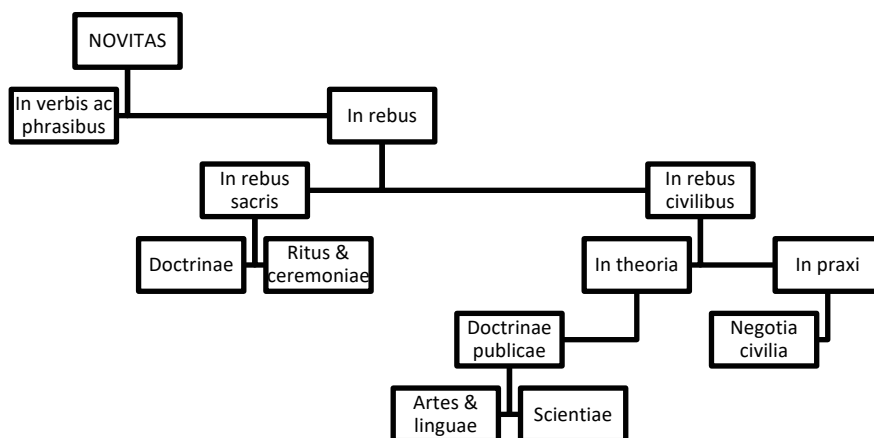 NOVITAS
In verbis ac
phrasibus
In rebus
In rebus
sacris
In rebus
civilibus
Doctrinae
Ritus &
ceremoniae
In theoria
In praxi
Doctrinae
publicae
Negotia
civilia
Artes &
linguae
Scientiae